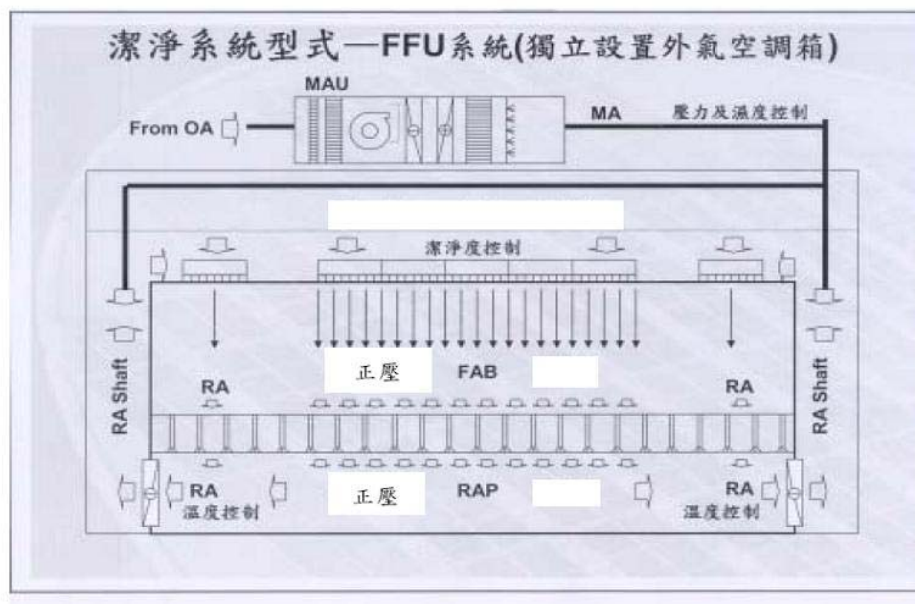 潔淨系統型式—FFU系統(獨立設置外氣空調箱)
MAU
From OA
MA 壓力及濕度控制
潔淨度控制
正壓 FAB
RA RA
RA Shaft RA Shaft
RA 正壓 RAP RA
溫度控制 溫度控制